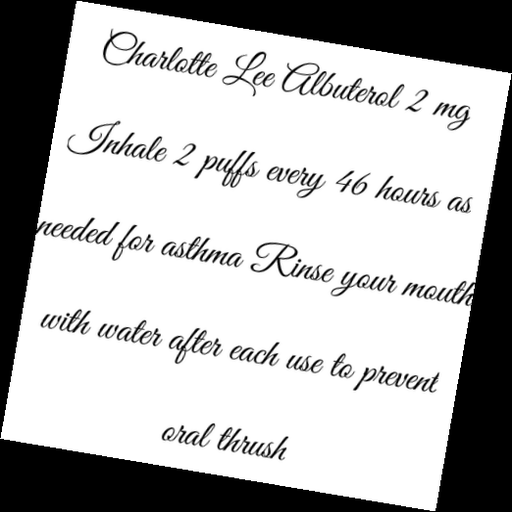 Charlotte Lee Albuterol 2 mg
Inhale 2 puffs every 46 hours as
needed for asthma Rinse your mouth
with water after each use to prevent
oral thrush